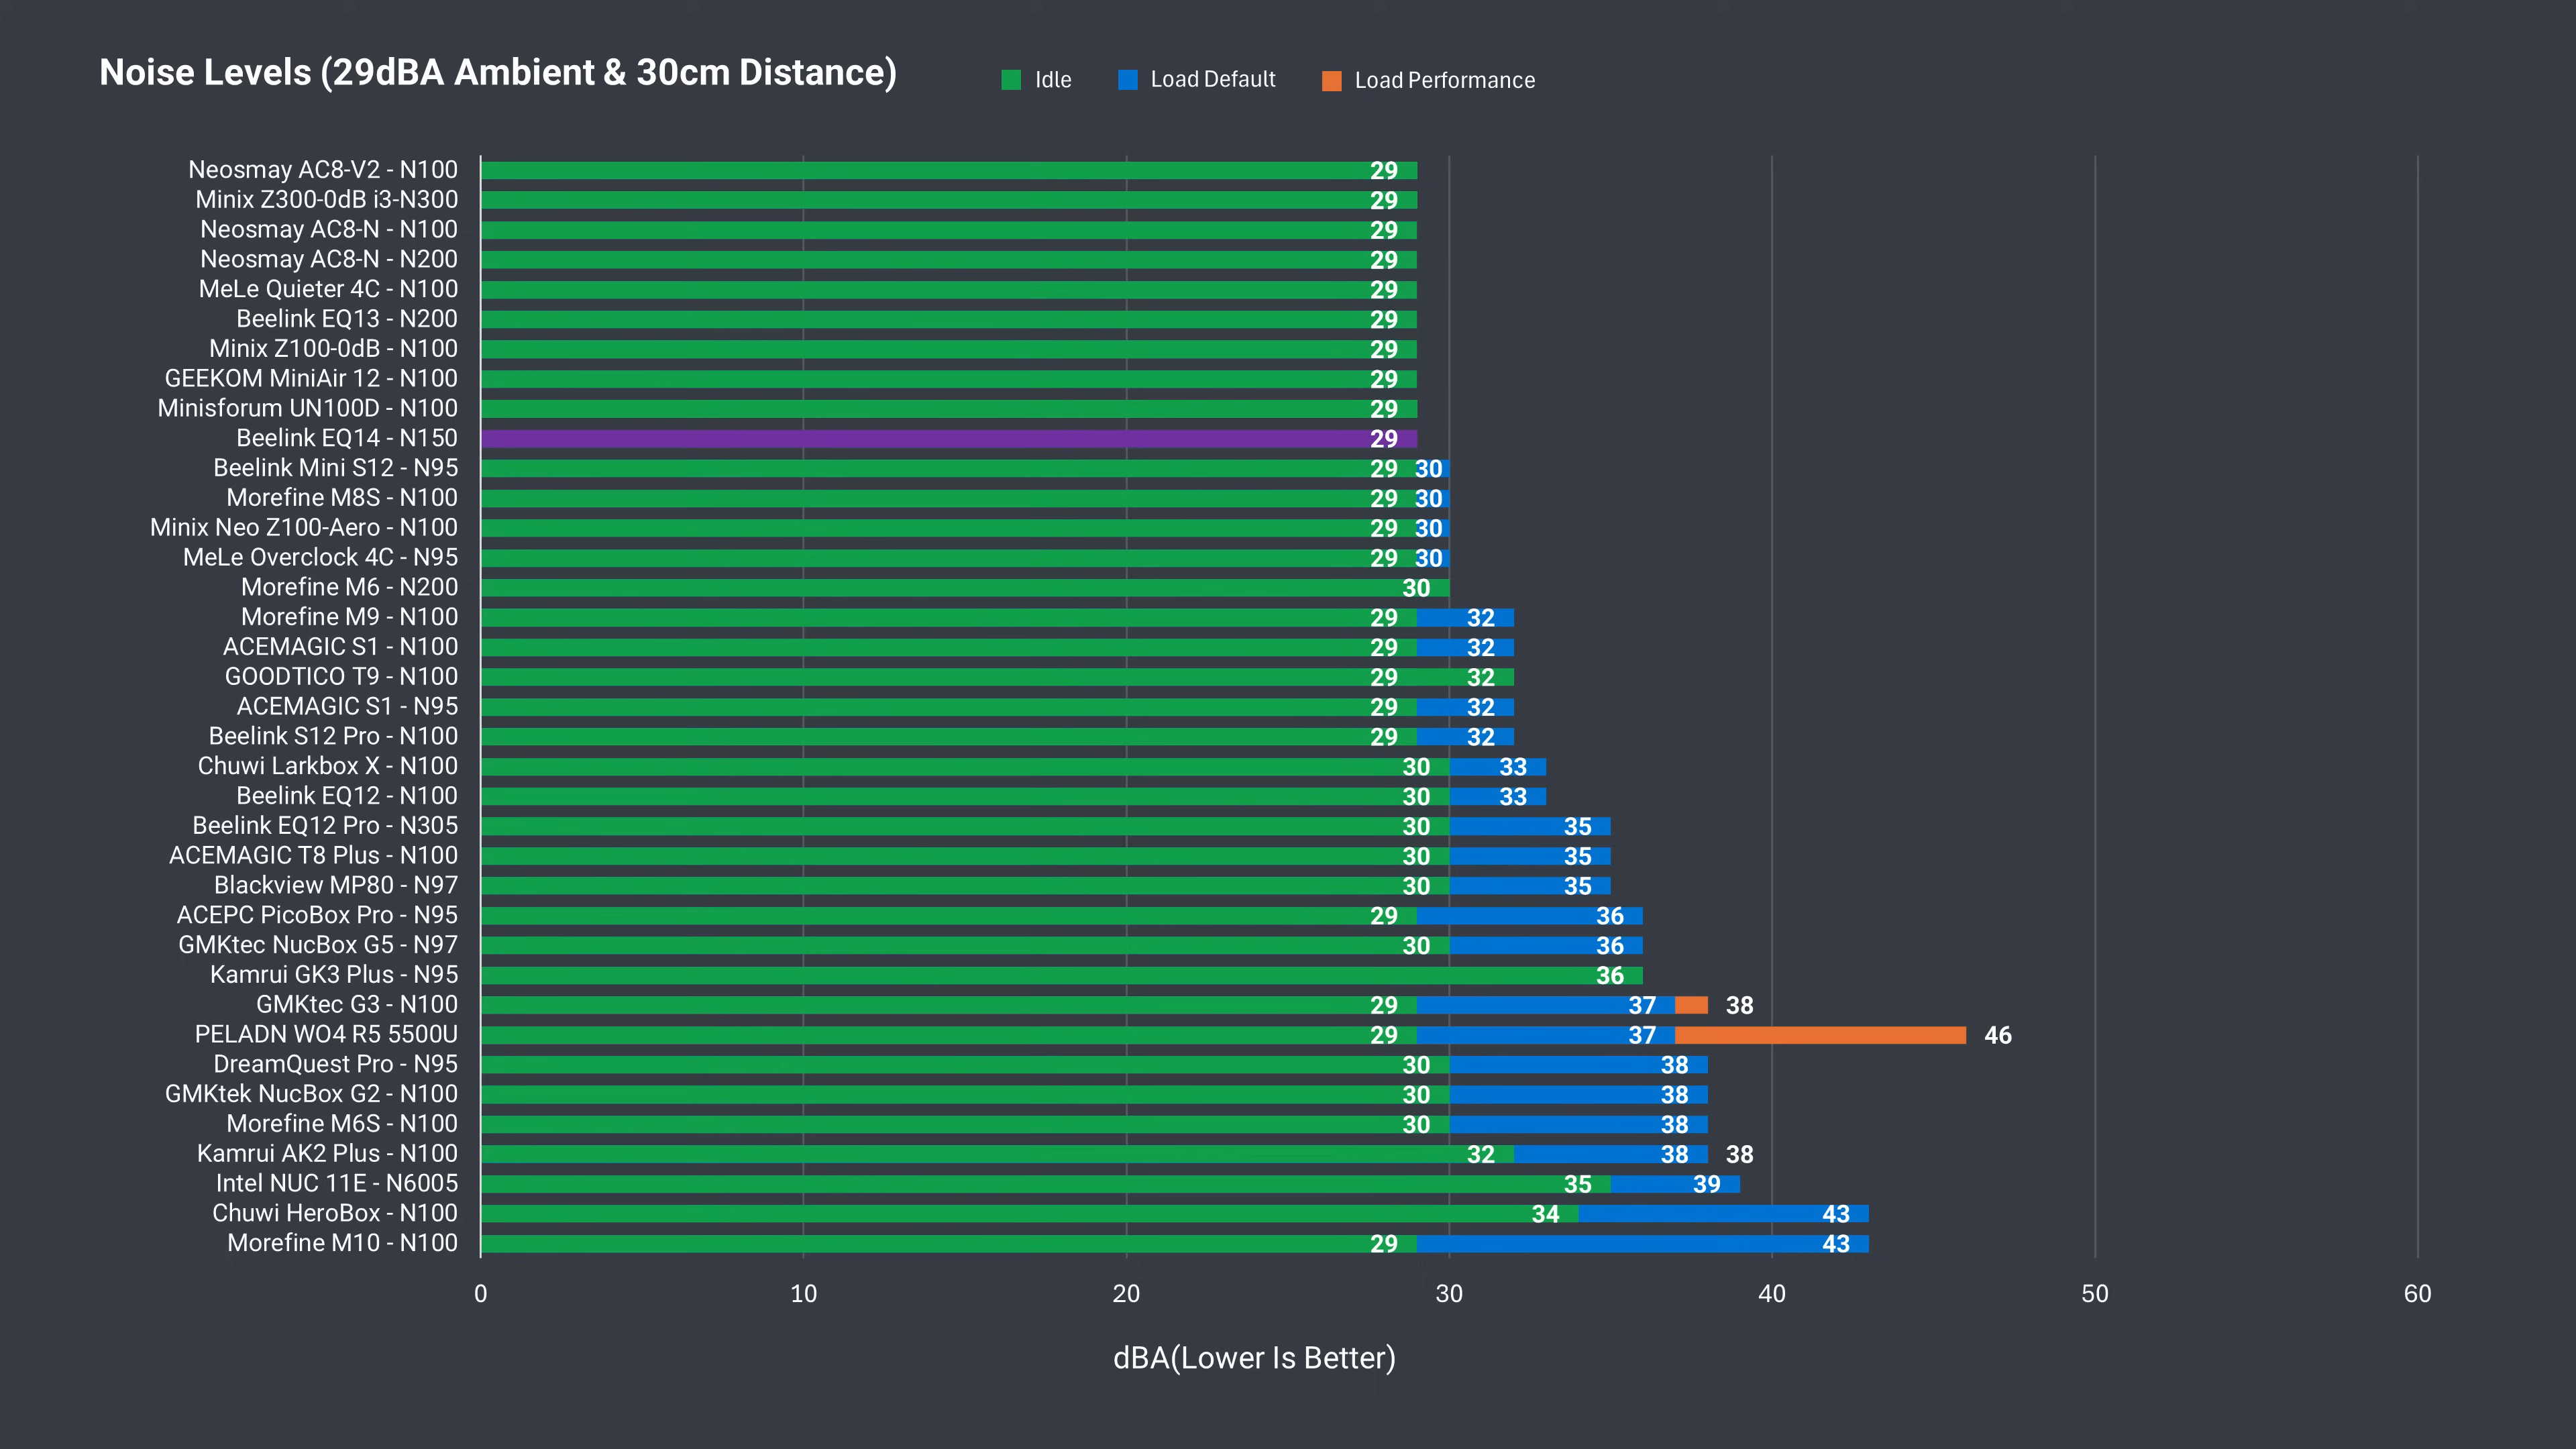 Noise Levels (29dBA Ambient & 30cm Distance)
Idle Load Default Load Performance
Neosmay AC8-V2 - N100 29
Minix Z300-0dB i3-N300 29
Neosmay AC8-N - N100 29
Neosmay AC8-N - N200 29
MeLe Quieter 4C - N100 29
Beelink EQ13 - N200 29
Minix Z100-0dB - N100 29
GEEKOM MiniAir 12 - N100 29
Minisforum UN100D - N100 29
Beelink EQ14 - N150 29
Beelink Mini S12 - N95 29 30
Morefine M8S - N100 29 30
Minix Neo Z100-Aero - N100 29 30
MeLe Overclock 4C - N95 29 30
Morefine M6 - N200 30
Morefine M9 - N100 29 32
ACEMAGIC S1 - N100 29 32
GOODTICO T9 - N100 29 32
ACEMAGIC S1 - N95 29 32
Beelink S12 Pro - N100 29 32
Chuwi Larkbox X - N100 30 33
Beelink EQ12 - N100 30 33
Beelink EQ12 Pro - N305 30 35
ACEMAGIC T8 Plus - N100 30 35
Blackview MP80 - N97 30 35
ACEPC PicoBox Pro - N95 29 36
GMKtec NucBox G5 - N97 30 36
Kamrui GK3 Plus - N95 36
GMKtec G3 - N100 29 37 38
PELADN WO4 R5 5500U 29 37 46
DreamQuest Pro - N95 30 38
GMKtek NucBox G2 - N100 30 38
Morefine M6S - N100 30 38
Kamrui AK2 Plus - N100 32 38 38
Intel NUC 11E - N6005 35 39
Chuwi HeroBox - N100 34 43
Morefine M10 - N100 29 43
0 10 20 30 40 50 60
dBA(Lower Is Better)